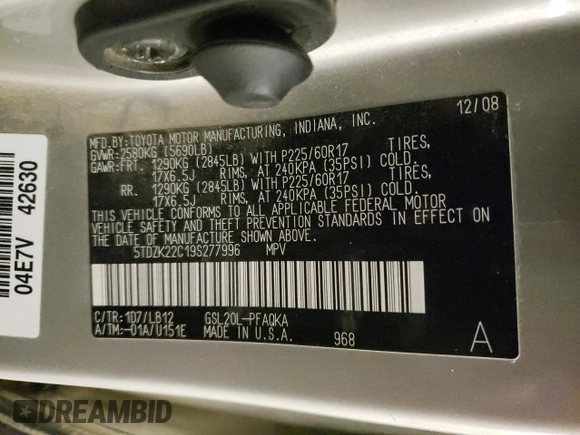 12/08
MFD.BY:TOYOTA MOTOR MANUFACTURING, INDIANA, INC.
GVWR: 2580KG (5690LB)
GAWR:FRT. 1290KG (2845LB) WITH P225/60R17 TIRES,
17X6.5J RIMS, AT 240KPA (35PSI) COLD.
RR. 1290KG (2845LB) WITH P225/60R17 TIRES,
17X6.5J RIMS, AT 240KPA (35PSI) COLD.
THIS VEHICLE CONFORMS TO ALL APPLICABLE FEDERAL MOTOR
VEHICLE SAFETY AND THEFT PREVENTION STANDARDS IN EFFECT ON
THE DATE OF MANUFACTURE SHOWN ABOVE.
5TDZK22C19S277996 MPV
C/TR: 1D7/LB12 GSL20L-PFAQKA
A/TM:-01A/U151E MADE IN U.S.A. 968 A
04E7V 42630
DREAMBID